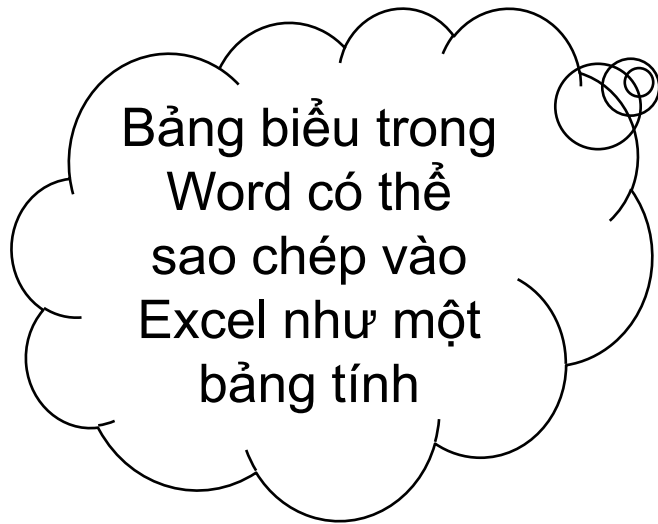 Bảng biểu trong
Word có thể
sao chép vào
Excel như một
bảng tính